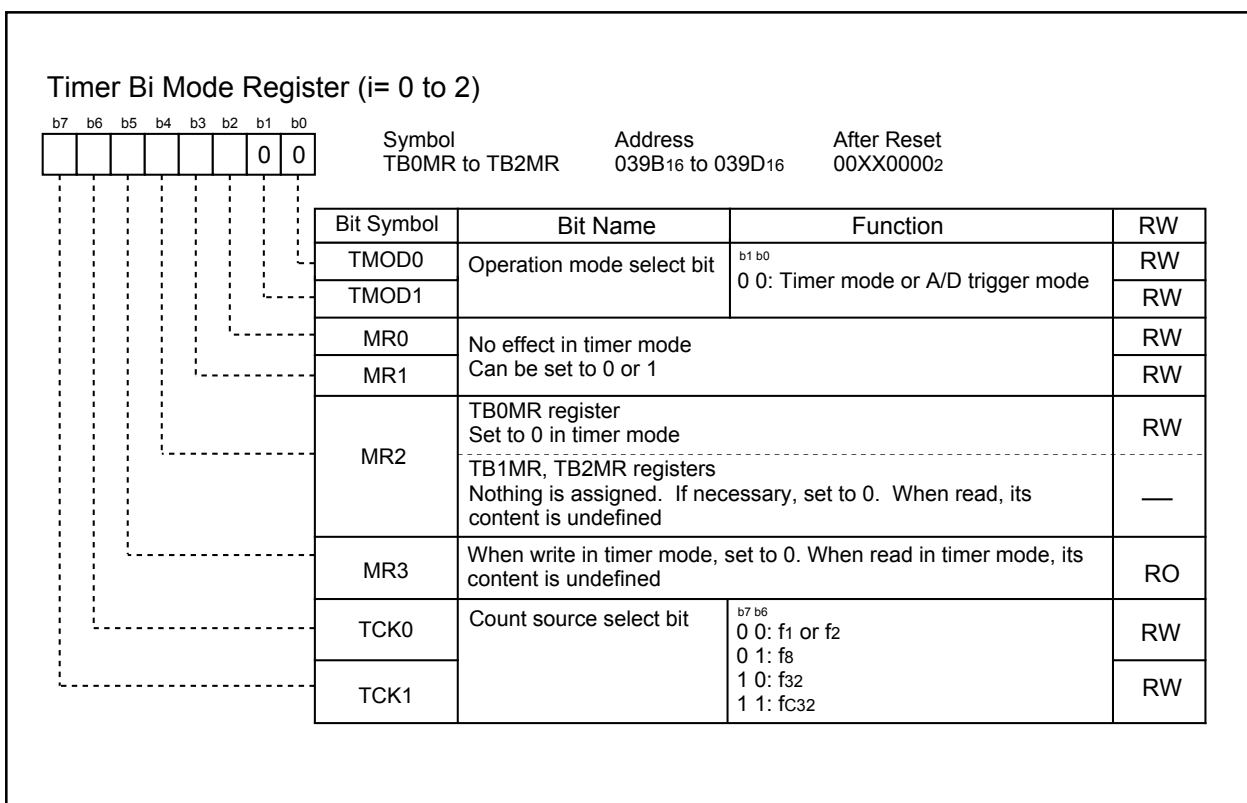 Timer Bi Mode Register (i= 0 to 2)
b7 b6 b5 b4 b3 b2 b1 b0
0 0
Symbol Address After Reset
TB0MR to TB2MR 039B16 to 039D16 00XX00002
Bit Symbol Bit Name Function RW
TMOD0 Operation mode select bit b1 b0 RW
0 0: Timer mode or A/D trigger mode
TMOD1 RW
MR0 No effect in timer mode RW
MR1 Can be set to 0 or 1 RW
MR2 TB0MR register
Set to 0 in timer mode RW
TB1MR, TB2MR registers
Nothing is assigned. If necessary, set to 0. When read, its —
content is undefined
MR3 When write in timer mode, set to 0. When read in timer mode, its
content is undefined RO
TCK0 Count source select bit b7 b6
0 0: f1 or f2 RW
0 1: f8
TCK1 1 0: f32 RW
1 1: fC32